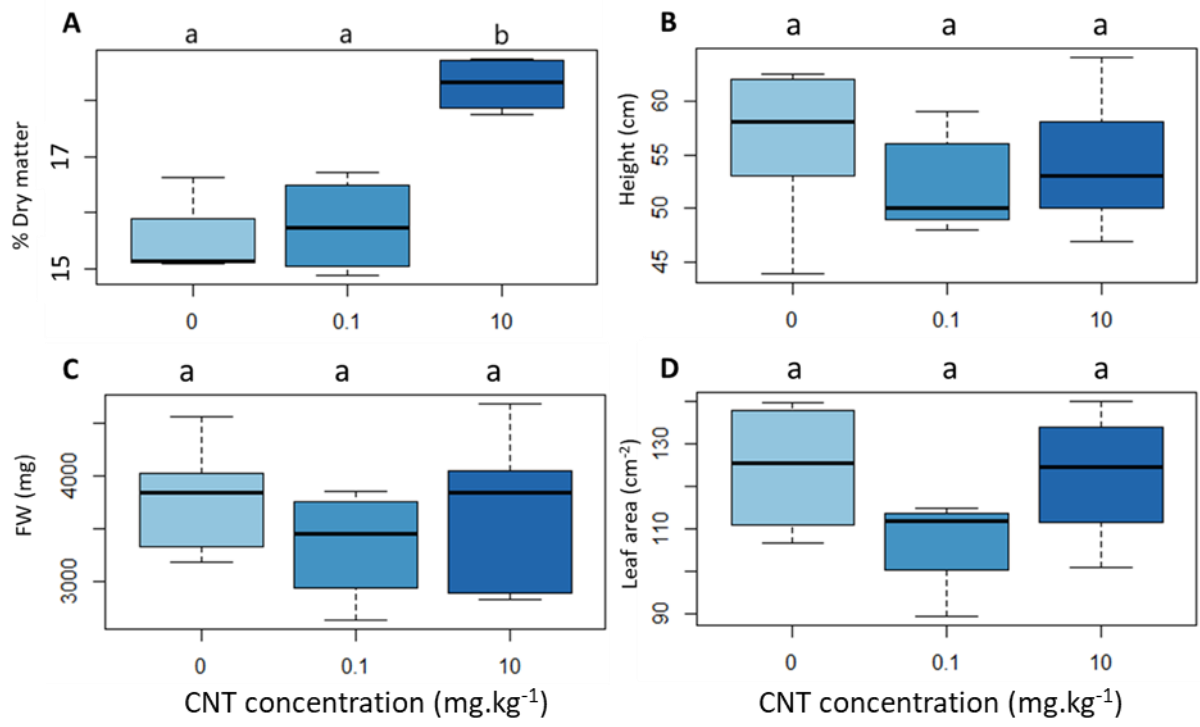 A
a a b
% Dry matter
17
15
0 0.1 10
B
a a a
Height (cm)
60
55
50
45
0 0.1 10
C
a a a
FW (mg)
4000
3000
0 0.1 10
CNT concentration (mg.kg⁻¹)
D
a a a
Leaf area (cm⁻²)
130
110
90
0 0.1 10
CNT concentration (mg.kg⁻¹)